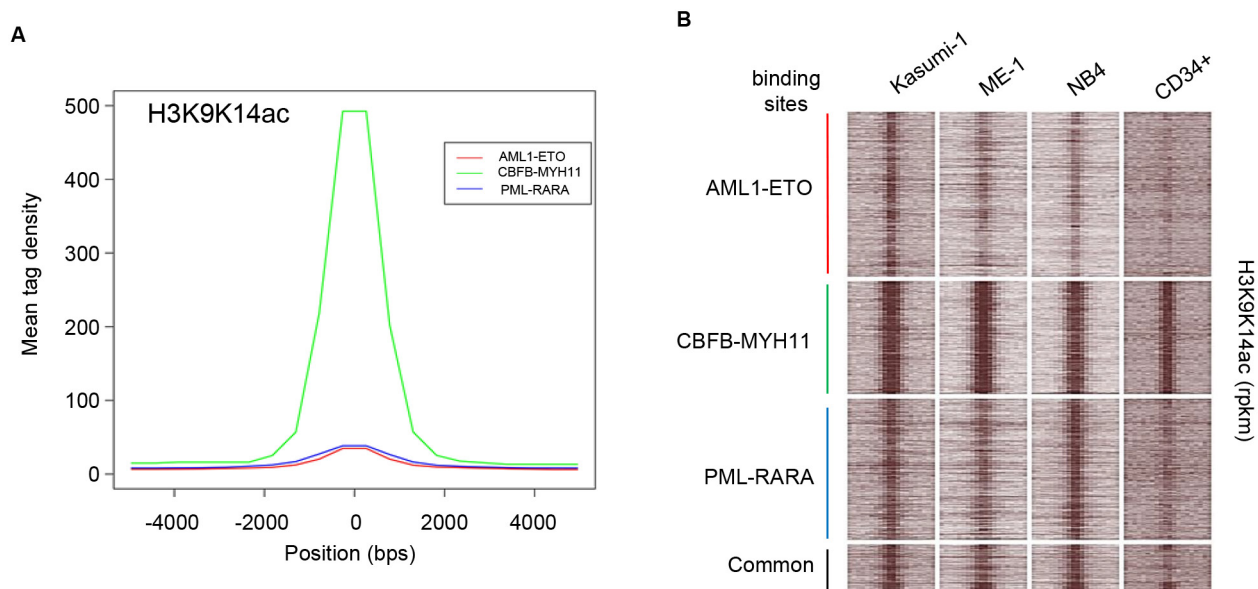 A
H3K9K14ac
AML1-ETO
CBFB-MYH11
PML-RARA
Mean tag density
500
400
300
200
100
0
-4000
-2000
0
2000
4000
Position (bps)
B
binding
sites
Kasumi-1
ME-1
NB4
CD34+
AML1-ETO
CBFB-MYH11
PML-RARA
Common
H3K9K14ac (rpkm)